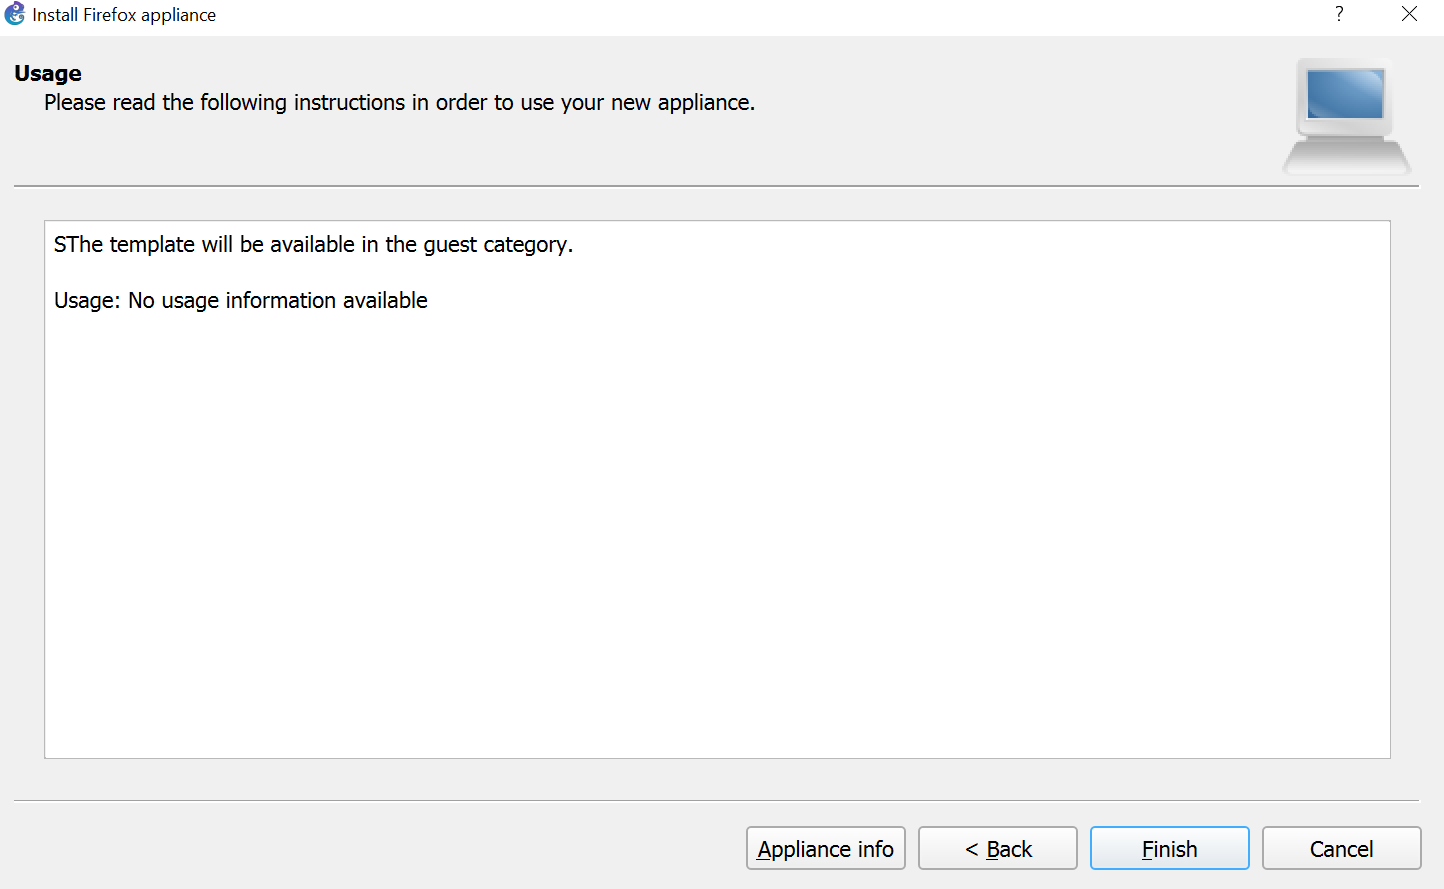 Install Firefox appliance
?
Usage
Please read the following instructions in order to use your new appliance.
SThe template will be available in the guest category.
Usage: No usage information available
Appliance info
< Back
Finish
Cancel